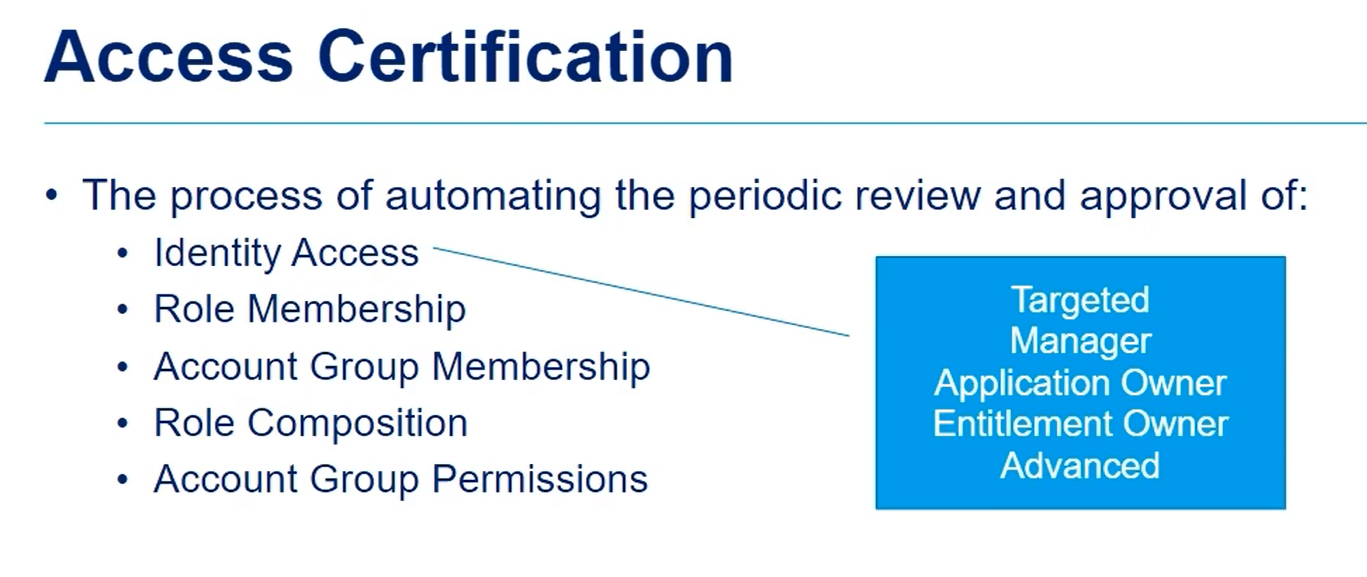 Access Certification
• The process of automating the periodic review and approval of:
• Identity Access
• Role Membership
• Account Group Membership
• Role Composition
• Account Group Permissions
Targeted
Manager
Application Owner
Entitlement Owner
Advanced